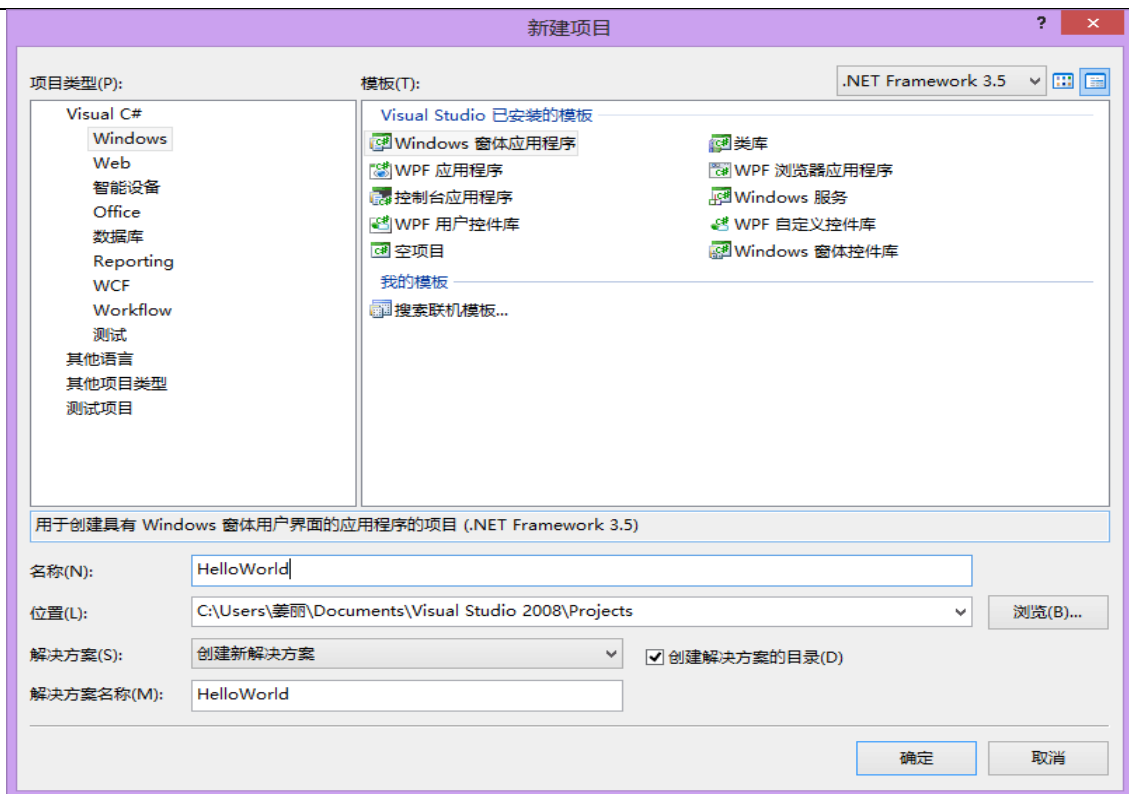 新建项目
?
×
项目类型(P):
模板(T):
.NET Framework 3.5
Visual C#
Windows
Web
智能设备
Office
数据库
Reporting
WCF
Workflow
测试
其他语言
其他项目类型
测试项目
Visual Studio 已安装的模板
Windows 窗体应用程序
类库
WPF 应用程序
WPF 浏览器应用程序
控制台应用程序
Windows 服务
WPF 用户控件库
WPF 自定义控件库
空项目
Windows 窗体控件库
我的模板
搜索联机模板...
用于创建具有 Windows 窗体用户界面的应用程序的项目 (.NET Framework 3.5)
名称(N):
HelloWorld
位置(L):
C:\Users\姜丽\Documents\Visual Studio 2008\Projects
浏览(B)...
解决方案(S):
创建新解决方案
创建解决方案的目录(D)
解决方案名称(M):
HelloWorld
确定
取消